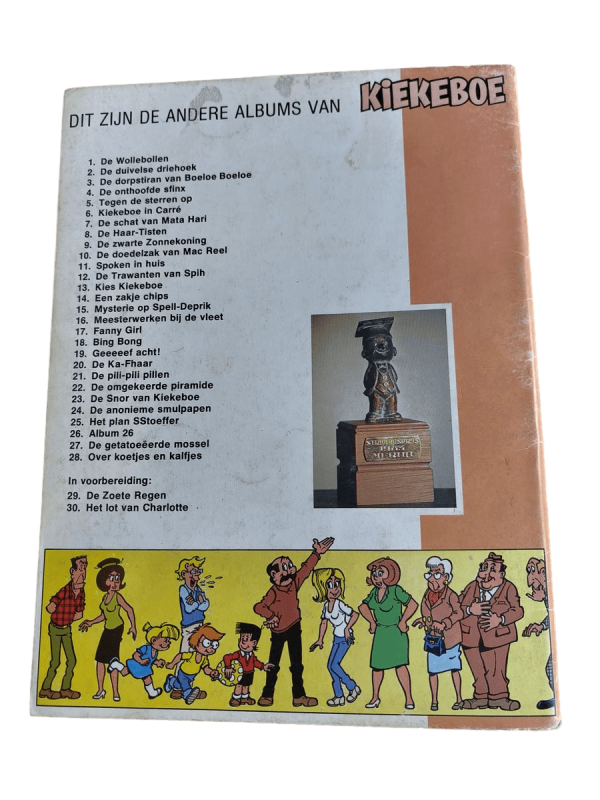 DIT ZIJN DE ANDERE ALBUMS VAN KIEKEBOE
1. De Wollebollen
2. De duivelse driehoek
3. De dorpstiran van Boeloe Boeloe
4. De onthoofde sfinx
5. Tegen de sterren op
6. Kiekeboe in Carré
7. De schat van Mata Hari
8. De Haar-Tisten
9. De zwarte Zonnekoning
10. De doedelzak van Mac Reel
11. Spoken in huis
12. De Trawanten van Spih
13. Kies Kiekeboe
14. Een zakje chips
15. Mysterie op Spell-Deprik
16. Meesterwerken bij de vleet
17. Fanny Girl
18. Bing Bong
19. Geeeeef acht!
20. De Ka-Fhaar
21. De pili-pili pillen
22. De omgekeerde piramide
23. De Snor van Kiekeboe
24. De anonieme smulpapen
25. Het plan SStoeffer
26. Album 26
27. De getatoeëerde mossel
28. Over koetjes en kalfjes
In voorbereiding:
29. De Zoete Regen
30. Het lot van Charlotte